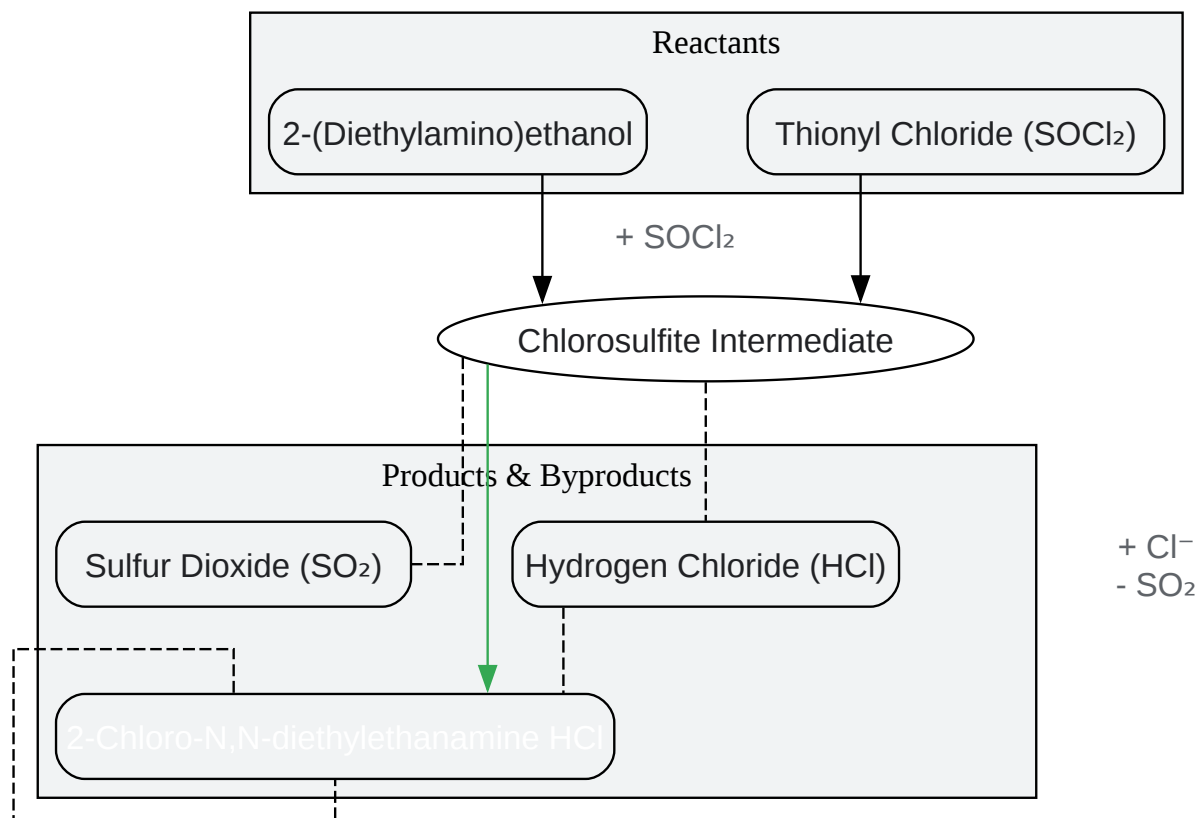 Reactants
2-(Diethylamino)ethanol
Thionyl Chloride (SOCl₂)
+ SOCl₂
Chlorosulfite Intermediate
Products & Byproducts
Sulfur Dioxide (SO₂)
Hydrogen Chloride (HCl)
+ Cl⁻
- SO₂
2-Chloro-N,N-diethylethanamine HCl